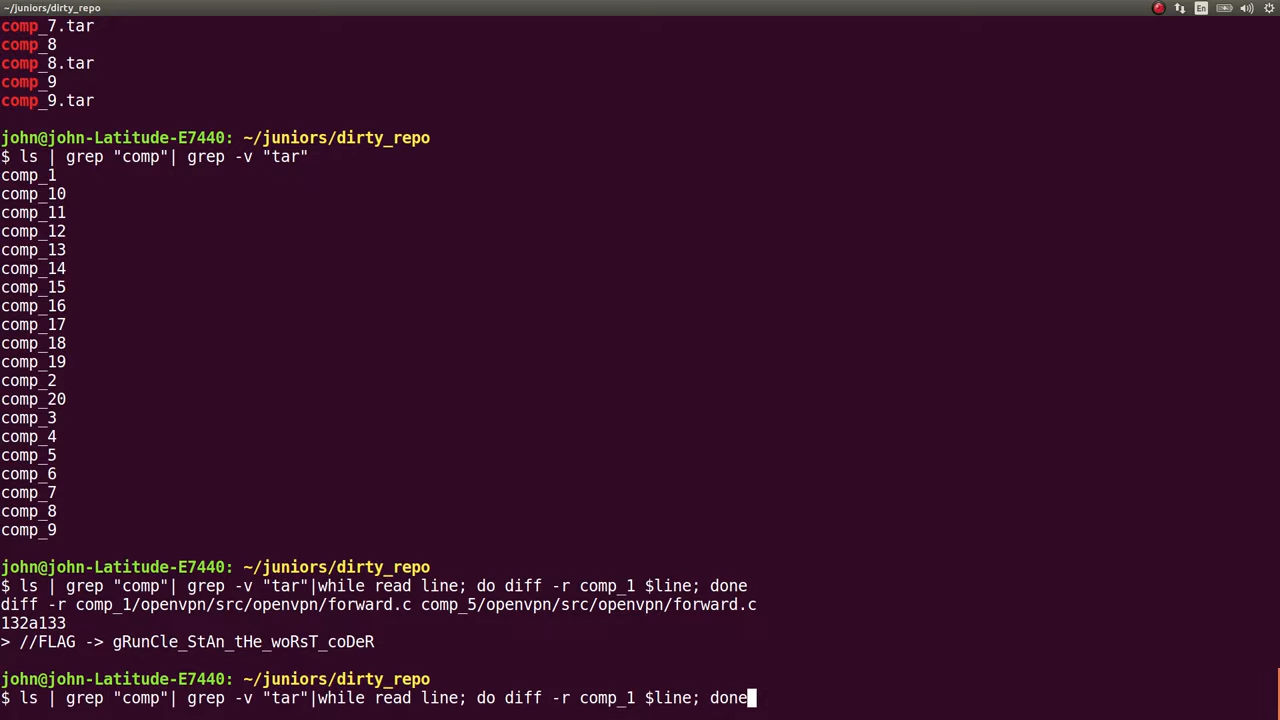 ~/juniors/dirty_repo
En
comp_7.tar
comp_8
comp_8.tar
comp_9
comp_9.tar
john@john-Latitude-E7440: ~/juniors/dirty_repo
$ ls | grep "comp"| grep -v "tar"
comp_1
comp_10
comp_11
comp_12
comp_13
comp_14
comp_15
comp_16
comp_17
comp_18
comp_19
comp_2
comp_20
comp_3
comp_4
comp_5
comp_6
comp_7
comp_8
comp_9
john@john-Latitude-E7440: ~/juniors/dirty_repo
$ ls | grep "comp"| grep -v "tar"|while read line; do diff -r comp_1 $line; done
diff -r comp_1/openvpn/src/openvpn/forward.c comp_5/openvpn/src/openvpn/forward.c
132a133
> //FLAG -> gRunCle_StAn_tHe_woRsT_coDeR
john@john-Latitude-E7440: ~/juniors/dirty_repo
$ ls | grep "comp"| grep -v "tar"|while read line; do diff -r comp_1 $line; done